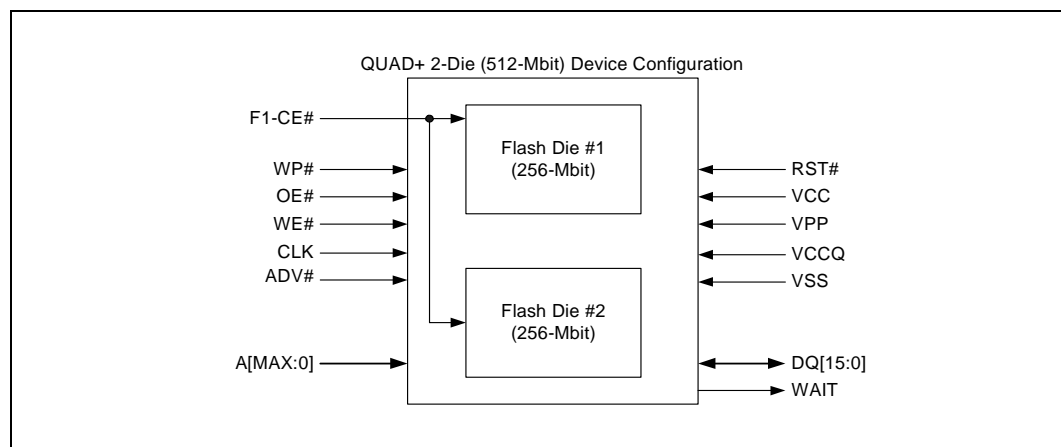 QUAD+ 2-Die (512-Mbit) Device Configuration
F1-CE#
Flash Die #1
(256-Mbit)
WP#
OE#
WE#
CLK
ADV#
RST#
VCC
VPP
VCCQ
VSS
Flash Die #2
(256-Mbit)
A[MAX:0]
DQ[15:0]
WAIT